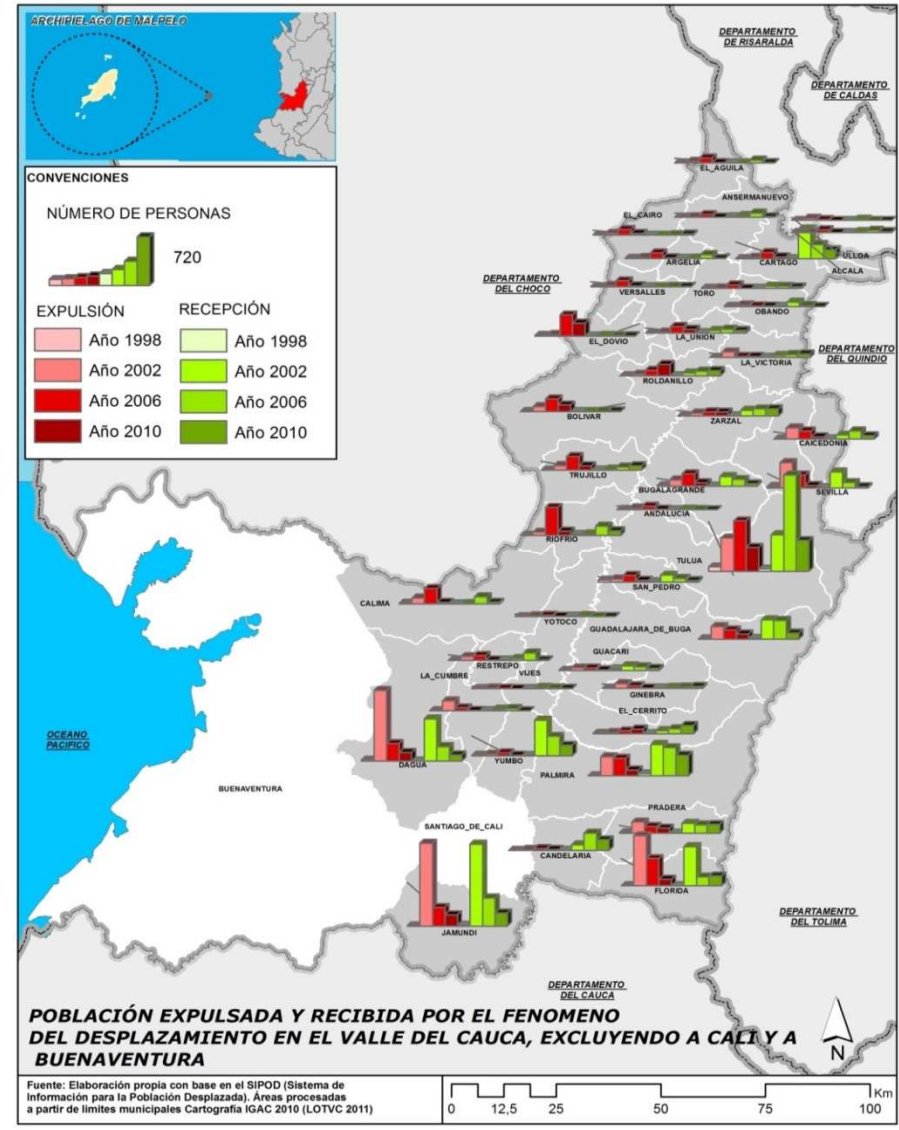 ARCHIPIELAGO DE MALPELO
DEPARTAMENTO
DE RISARALDA
DEPARTAMENTO
DE CALDAS
CONVENCIONES
NÚMERO DE PERSONAS
720
EXPULSIÓN
RECEPCIÓN
Año 1998
Año 1998
Año 2002
Año 2002
Año 2006
Año 2006
Año 2010
Año 2010
EL_AGUILA
ANSERMANUEVO
EL_CAIRO
ARGELIA
CARTAGO
ULLOA
ALCALA
DEPARTAMENTO
DEL CHOCO
VERSALLES
TORO
OBANDO
EL_DOVIO
LA_UNION
LA_VICTORIA
DEPARTAMENTO
DEL QUINDIO
ROLDANILLO
BOLIVAR
ZARZAL
CAICEDONIA
TRUJILLO
BUGALAGRANDE
SEVILLA
ANDALUCIA
RIOFRIO
TULUA
SAN_PEDRO
CALIMA
YOTOCO
GUADALAJARA_DE_BUGA
GUACARI
RESTREPO
VIJES
LA_CUMBRE
GINEBRA
EL_CERRITO
OCEANO
PACIFICO
DAGUA
YUMBO
PALMIRA
BUENAVENTURA
PRADERA
SANTIAGO_DE_CALI
CANDELARIA
FLORIDA
JAMUNDI
DEPARTAMENTO
DEL TOLIMA
DEPARTAMENTO
DEL CAUCA
POBLACIÓN EXPULSADA Y RECIBIDA POR EL FENOMENO
DEL DESPLAZAMIENTO EN EL VALLE DEL CAUCA, EXCLUYENDO A CALI Y A
BUENAVENTURA
N
Fuente: Elaboración propia con base en el SIPOD (Sistema de
Información para la Población Desplazada). Áreas procesadas
a partir de limites municipales Cartografía IGAC 2010 (LOTVC 2011)
Km
0 12,5 25 50 75 100